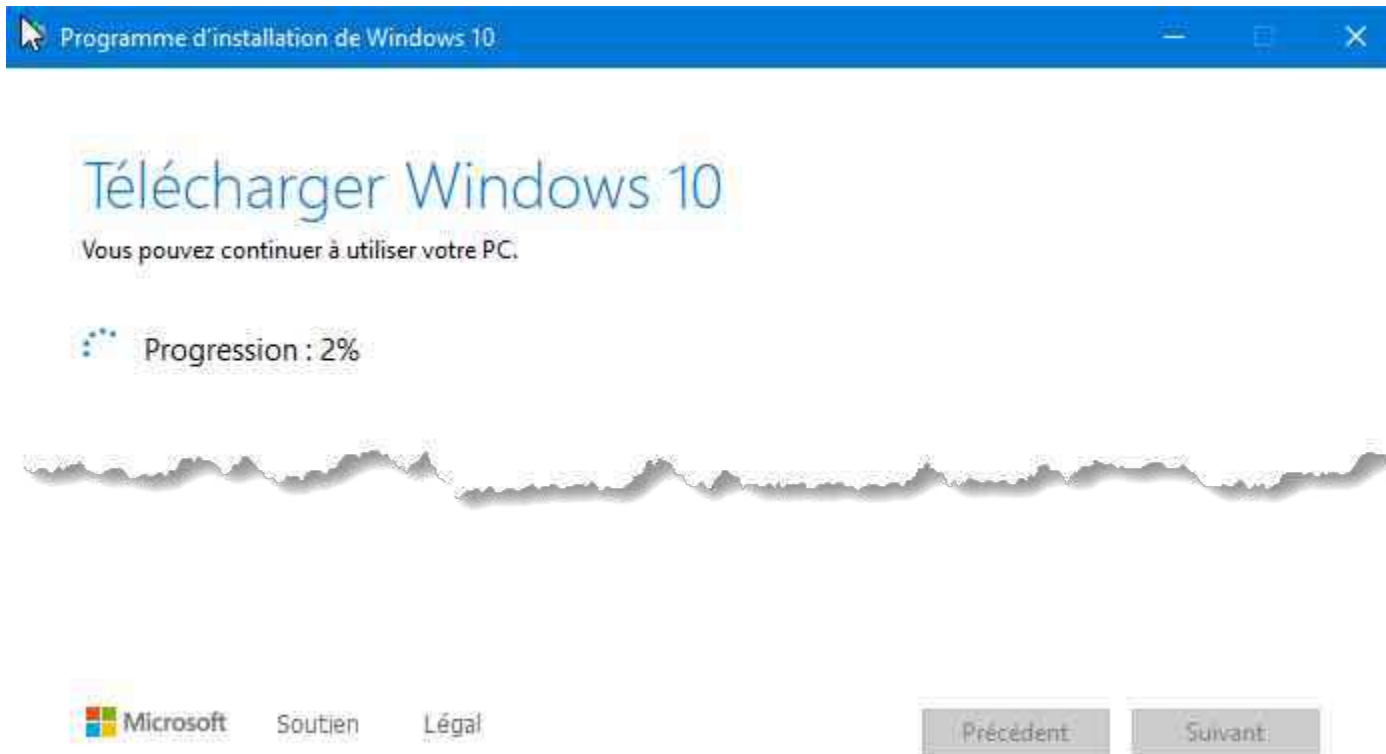 Programme d'installation de Windows 10
Télécharger Windows 10
Vous pouvez continuer à utiliser votre PC.
Progression : 2%
Microsoft Soutien Légal Précédent Suivant